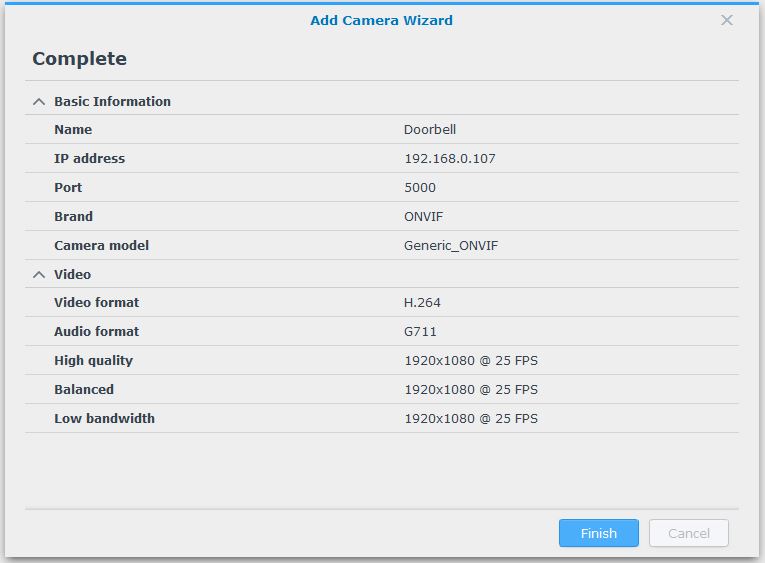 Add Camera Wizard
Complete
Basic Information
Name Doorbell
IP address 192.168.0.107
Port 5000
Brand ONVIF
Camera model Generic_ONVIF
Video
Video format H.264
Audio format G711
High quality 1920x1080 @ 25 FPS
Balanced 1920x1080 @ 25 FPS
Low bandwidth 1920x1080 @ 25 FPS
Finish Cancel